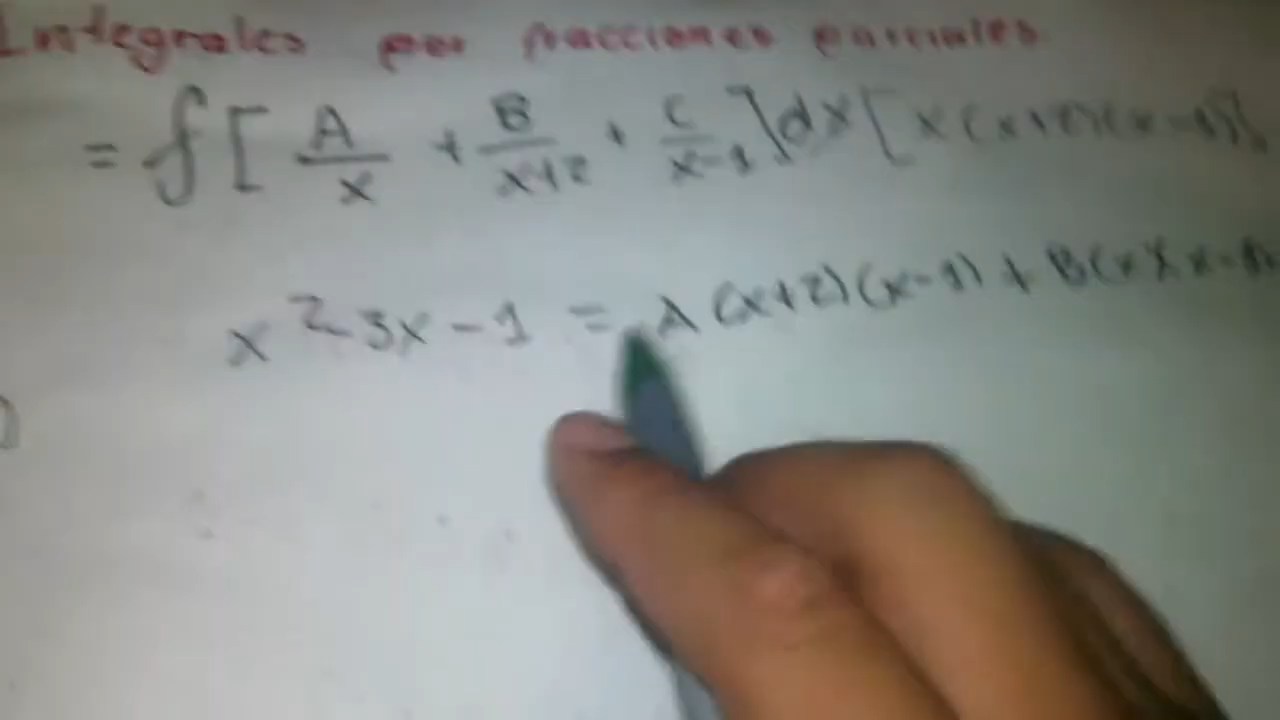 Integrales por fracciones parciales
= ∫ [ A/x + B/x+2 + C/x-1 ] dx [ x(x+2)(x-1) ]
x² 3x - 1 = A(x+2)(x-1) + B(x)(x-1)